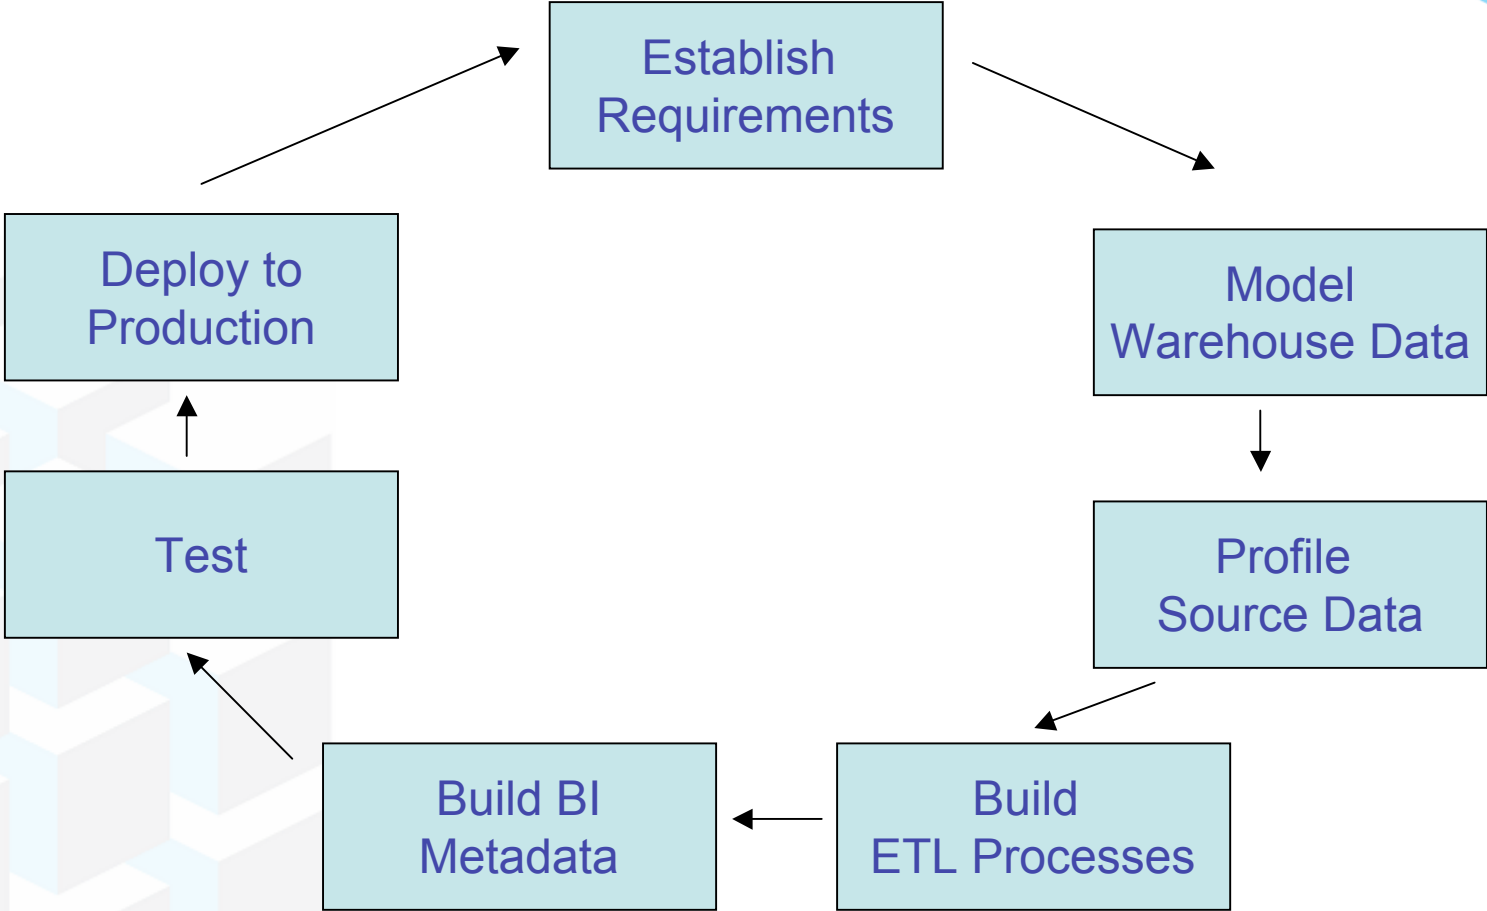 Establish
Requirements
Model
Warehouse Data
Profile
Source Data
Build
ETL Processes
Build BI
Metadata
Test
Deploy to
Production